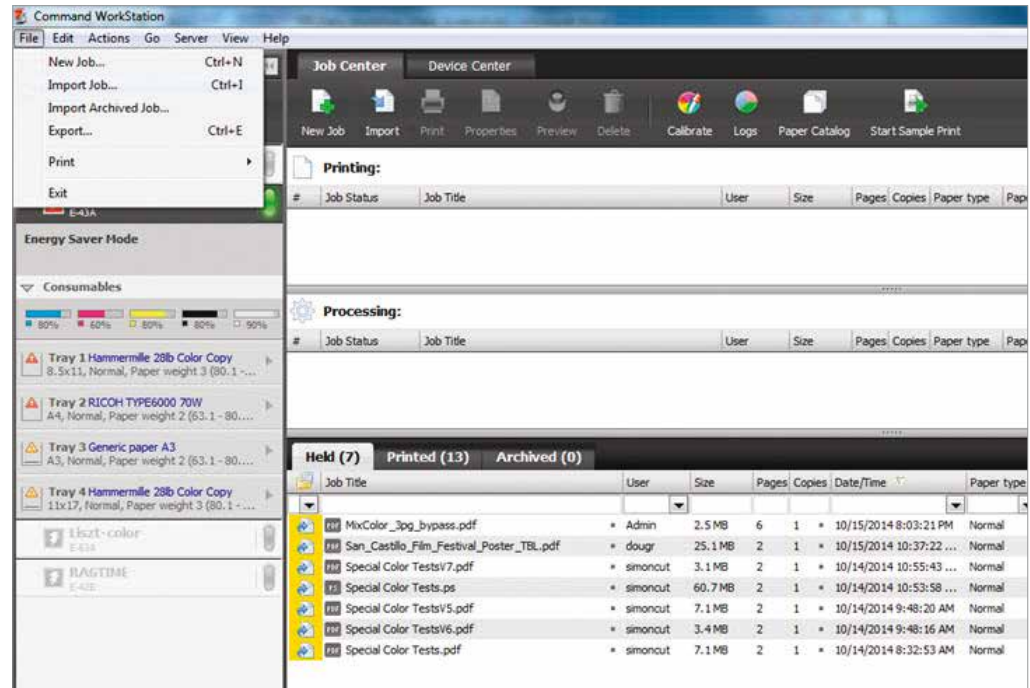 Command WorkStation
File Edit Actions Go Server View Help
New Job... Ctrl+N
Import Job... Ctrl+I
Import Archived Job...
Export... Ctrl+E
Print
Exit
E-43A
Energy Saver Mode
Consumables
80% 60% 80% 80% 90%
Tray 1 Hammermille 28lb Color Copy
8.5x11, Normal, Paper weight 3 (80.1 -...
Tray 2 RICOH TYPE6000 70W
A4, Normal, Paper weight 2 (63.1 - 80....
Tray 3 Generic paper A3
A3, Normal, Paper weight 2 (63.1 - 80....
Tray 4 Hammermille 28lb Color Copy
11x17, Normal, Paper weight 3 (80.1 -...
Liszt-color
RAGTIME
E-42E
Job Center Device Center
New Job Import Print Properties Preview Delete Calibrate Logs Paper Catalog Start Sample Print
Printing:
# Job Status Job Title User Size Pages Copies Paper type Pap
Processing:
# Job Status Job Title User Size Pages Copies Paper type Pap
Held (7) Printed (13) Archived (0)
Job Title User Size Pages Copies Date/Time Paper type
PDF MixColor_3pg_bypass.pdf Admin 2.5 MB 6 1 10/15/2014 8:03:21 PM Normal
PDF San_Castilo_Film_Festival_Poster_TBL.pdf dougr 25.1 MB 2 1 10/15/2014 10:37:22 ... Normal
PDF Special Color TestsV7.pdf simoncut 3.1 MB 2 1 10/14/2014 10:55:43 ... Normal
PS Special Color Tests.ps simoncut 60.7 MB 2 1 10/14/2014 10:53:58 ... Normal
PDF Special Color TestsV5.pdf simoncut 7.1 MB 2 1 10/14/2014 9:48:20 AM Normal
PDF Special Color TestsV6.pdf simoncut 3.4 MB 2 1 10/14/2014 9:48:16 AM Normal
PDF Special Color Tests.pdf simoncut 7.1 MB 2 1 10/14/2014 8:32:53 AM Normal